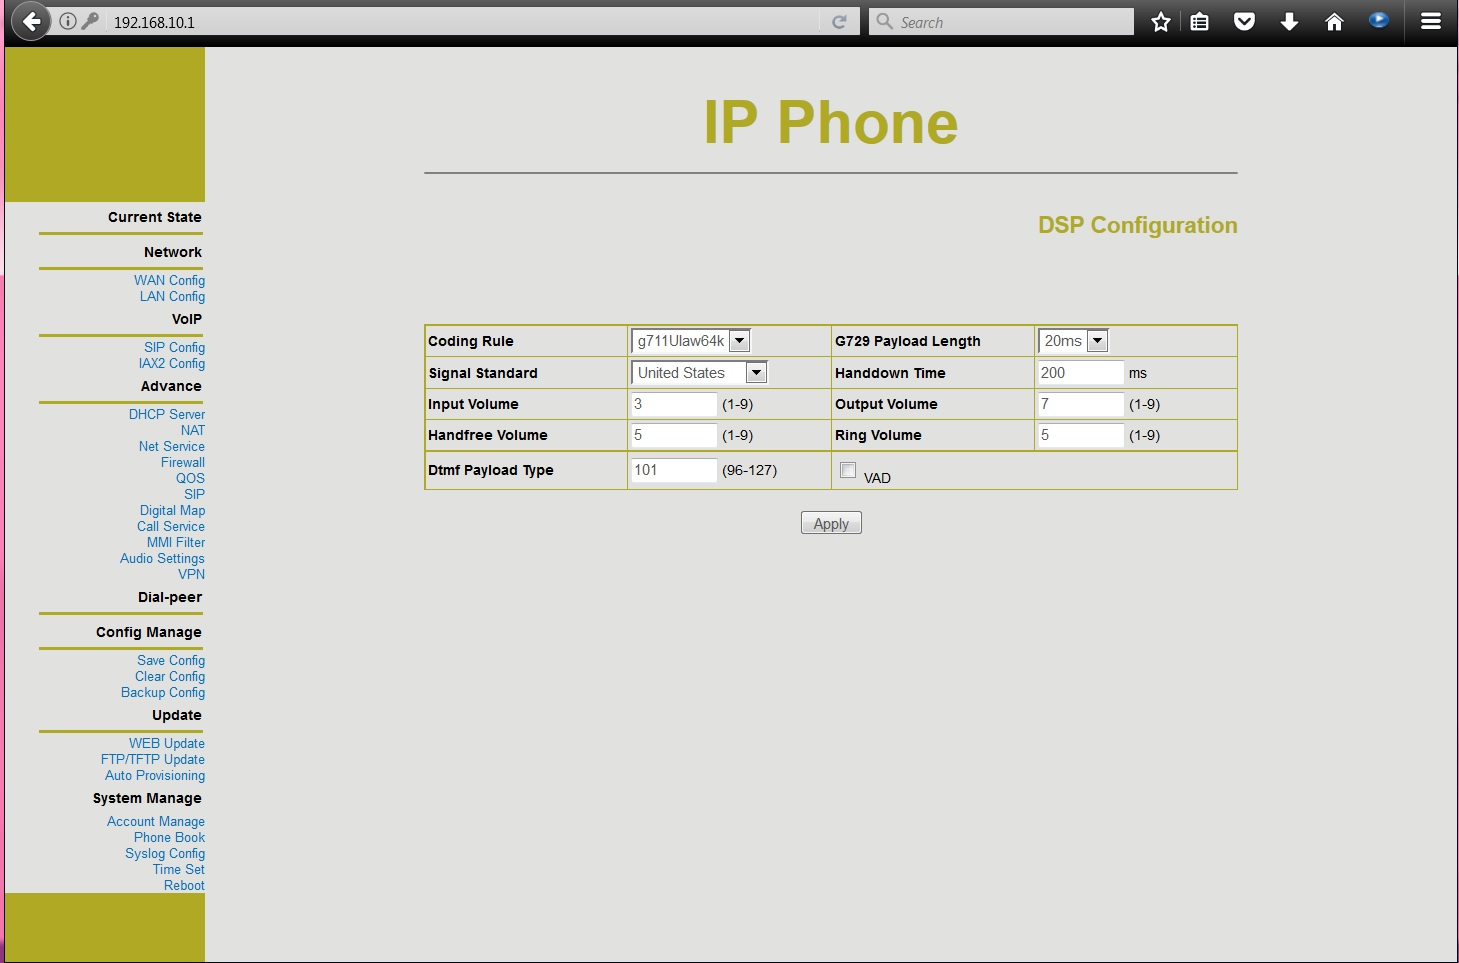 192.168.10.1
Search
IP Phone
DSP Configuration
Current State
Network
WAN Config
LAN Config
VoIP
SIP Config
IAX2 Config
Advance
DHCP Server
NAT
Net Service
Firewall
QOS
SIP
Digital Map
Call Service
MMI Filter
Audio Settings
VPN
Dial-peer
Config Manage
Save Config
Clear Config
Backup Config
Update
WEB Update
FTP/TFTP Update
Auto Provisioning
System Manage
Account Manage
Phone Book
Syslog Config
Time Set
Reboot
Coding Rule g711Ulaw64k G729 Payload Length 20ms
Signal Standard United States Handdown Time 200 ms
Input Volume 3 (1-9) Output Volume 7 (1-9)
Handfree Volume 5 (1-9) Ring Volume 5 (1-9)
Dtmf Payload Type 101 (96-127) VAD
Apply